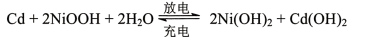 Cd + 2NiOOH + 2H₂O ⇌ 2Ni(OH)₂ + Cd(OH)₂
放电
充电